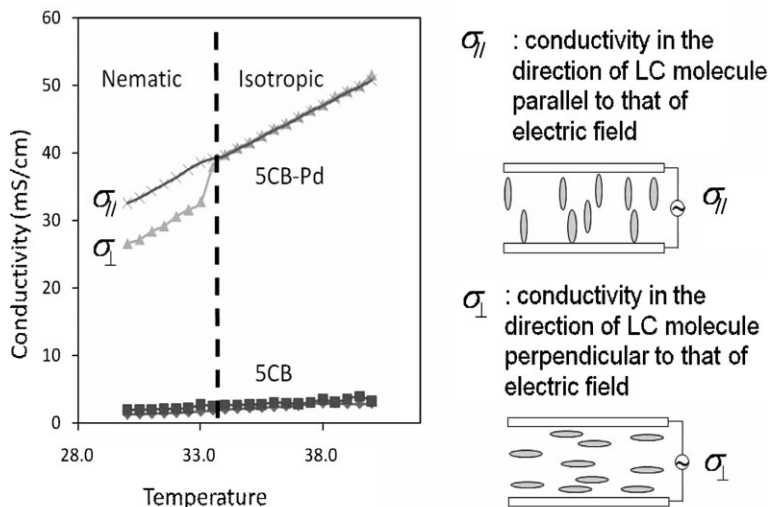 60
50
40
30
20
10
0
28.0 33.0 38.0
Conductivity (mS/cm)
Temperature
Nematic Isotropic
5CB-Pd
5CB
σ//
σ⊥
σ// : conductivity in the
direction of LC molecule
parallel to that of
electric field
~ σ//
σ⊥ : conductivity in the
direction of LC molecule
perpendicular to that of
electric field
~ σ⊥